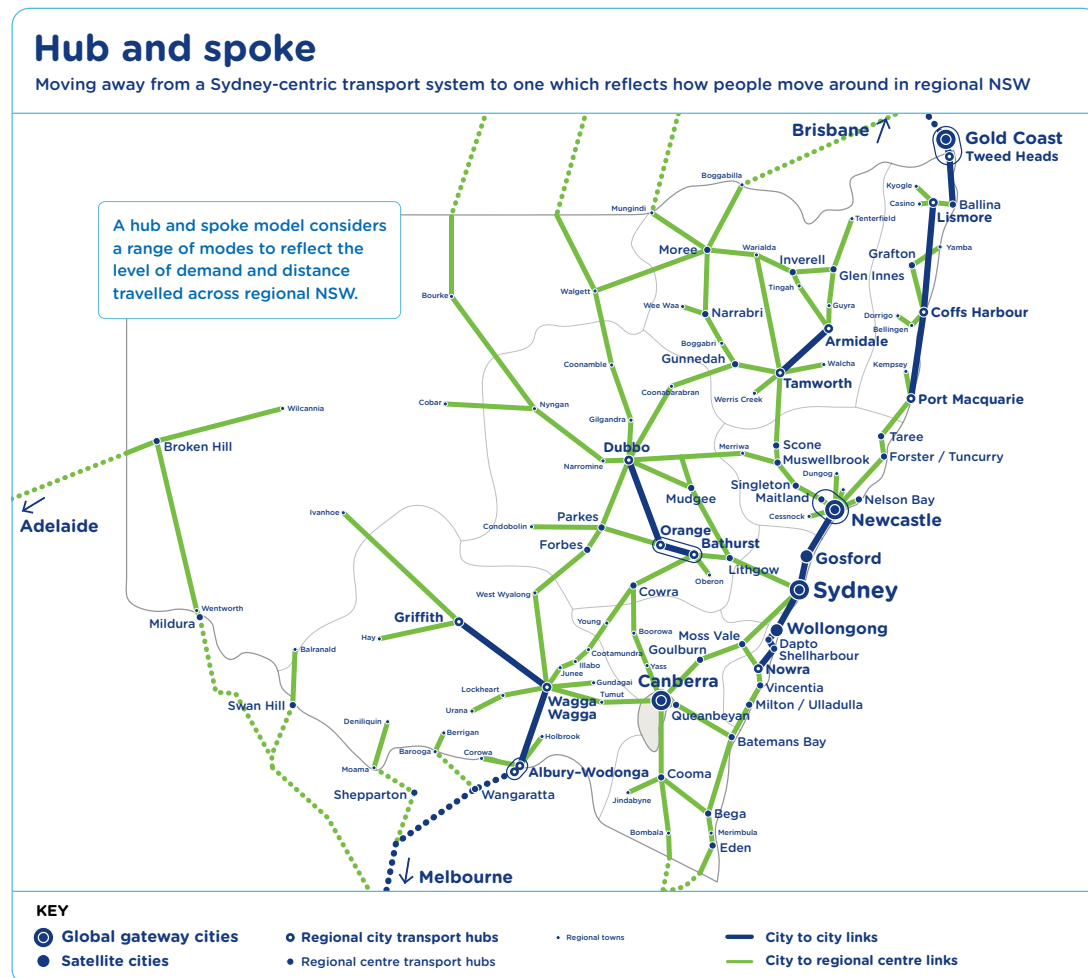 Hub and spoke
Moving away from a Sydney-centric transport system to one which reflects how people move around in regional NSW
Brisbane
Gold Coast
Tweed Heads
Boggabilla
Kyogle
Casino
Ballina
Lismore
Mungindi
Tenterfield
A hub and spoke model considers
a range of modes to reflect the
level of demand and distance
travelled across regional NSW.
Moree
Warialda
Grafton
Yamba
Inverell
Glen Innes
Tingah
Bourke
Walgett
Wee Waa
Narrabri
Guyra
Dorrigo
Coffs Harbour
Bellingen
Armidale
Boggabri
Gunnedah
Coonamble
Walcha
Kempsey
Tamworth
Coonabarabran
Werris Creek
Port Macquarie
Cobar
Nyngan
Wilcannia
Gilgandra
Broken Hill
Dubbo
Merriwa
Scone
Taree
Narromine
Muswellbrook
Forster / Tuncurry
Dungog
Singleton
Maitland
Nelson Bay
Mudgee
Adelaide
Ivanhoe
Cessnock
Newcastle
Parkes
Condobolin
Orange
Bathurst
Forbes
Gosford
Lithgow
Oberon
Sydney
West Wyalong
Cowra
Wentworth
Mildura
Griffith
Young
Boorowa
Wollongong
Hay
Moss Vale
Dapto
Goulburn
Shellharbour
Balranald
Cootamundra
Illabo
Junee
Yass
Nowra
Gundagai
Canberra
Lockheart
Tumut
Vincentia
Swan Hill
Urana
Wagga
Wagga
Milton / Ulladulla
Queanbeyan
Deniliquin
Berrigan
Holbrook
Batemans Bay
Barooga
Corowa
Moama
Albury-Wodonga
Cooma
Shepparton
Wangaratta
Jindabyne
Bega
Bombala
Merimbula
Eden
Melbourne
KEY
Global gateway cities
Regional city transport hubs
Regional towns
City to city links
Satellite cities
Regional centre transport hubs
City to regional centre links